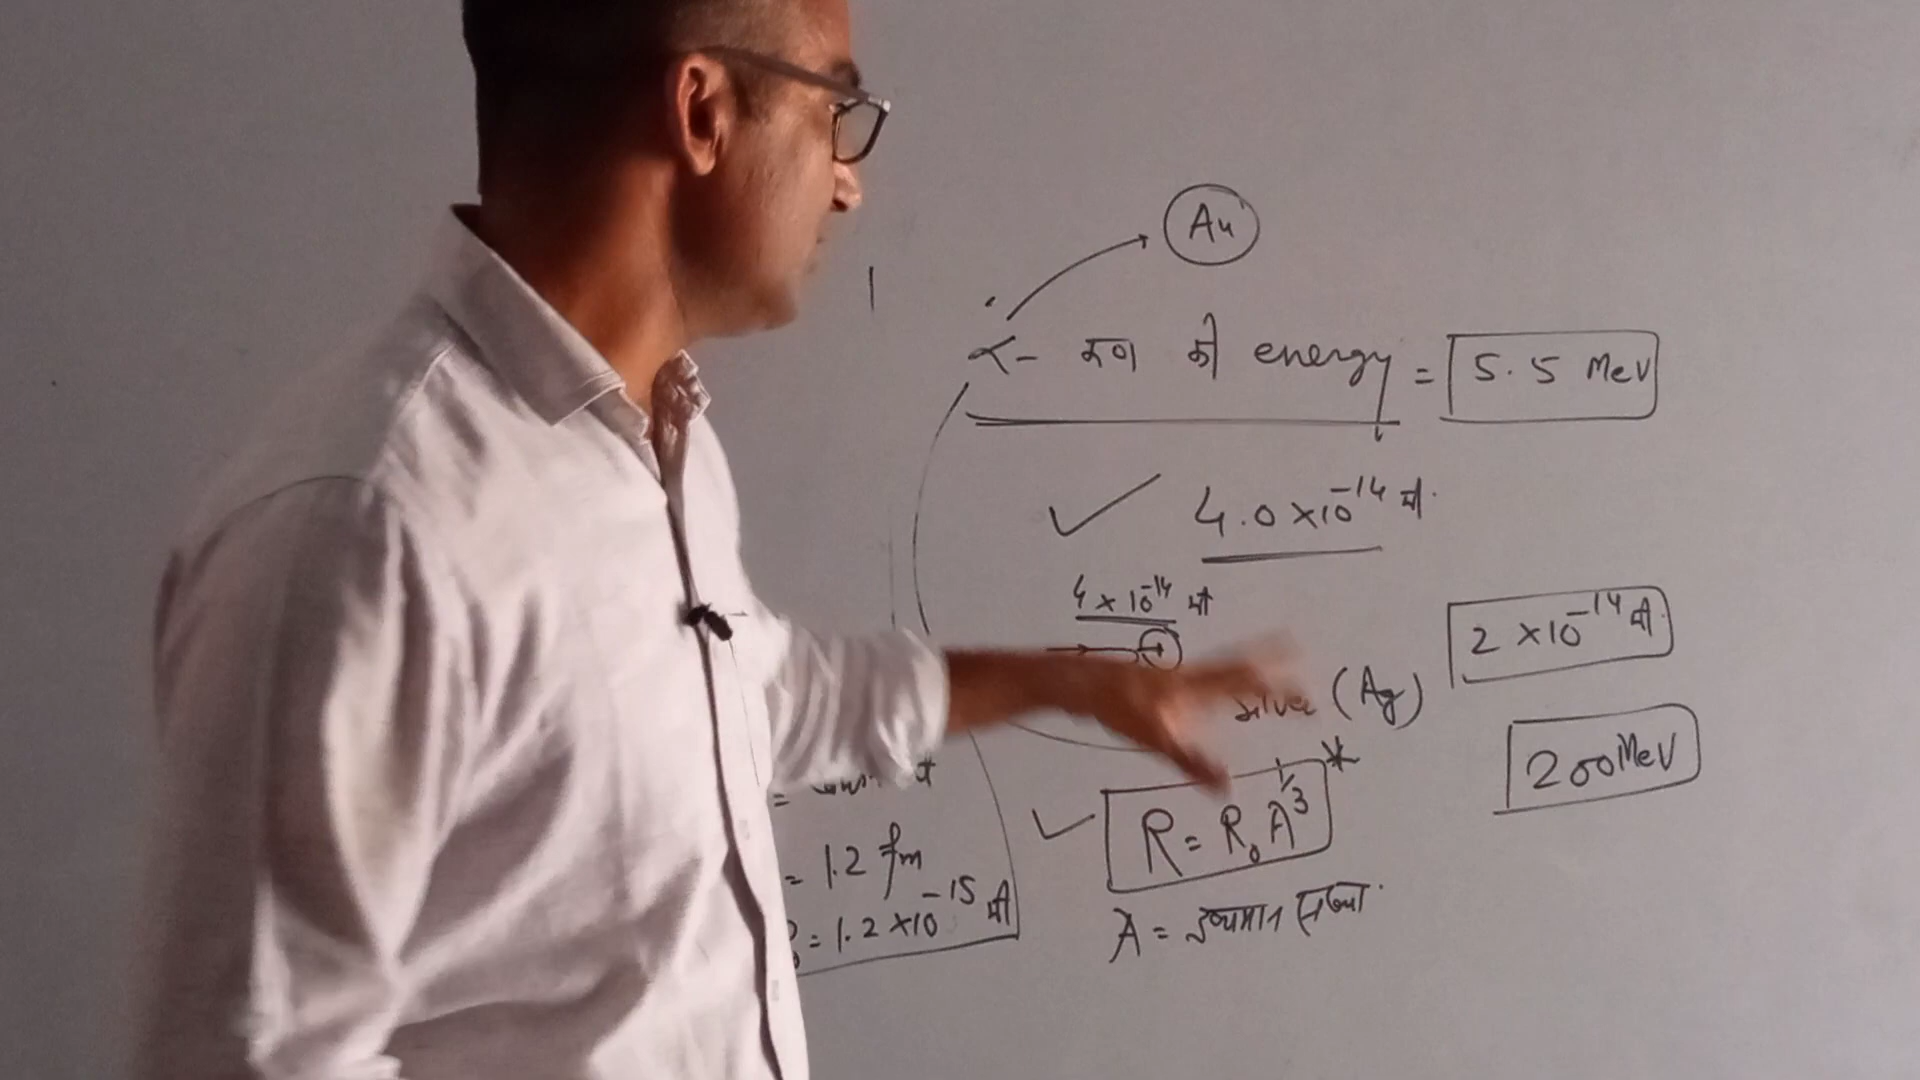 Au
α- कण की energy = 5.5 MeV
4.0 ×10⁻¹⁴ मी.
4 × 10⁻¹⁴ मी
2 ×10⁻¹⁴ मी.
silver (Ag)
200 MeV
R = R₀ A^1/3 *
= 1.2 fm
= 1.2 ×10⁻¹⁵ मी
A = द्रव्यमान संख्या.